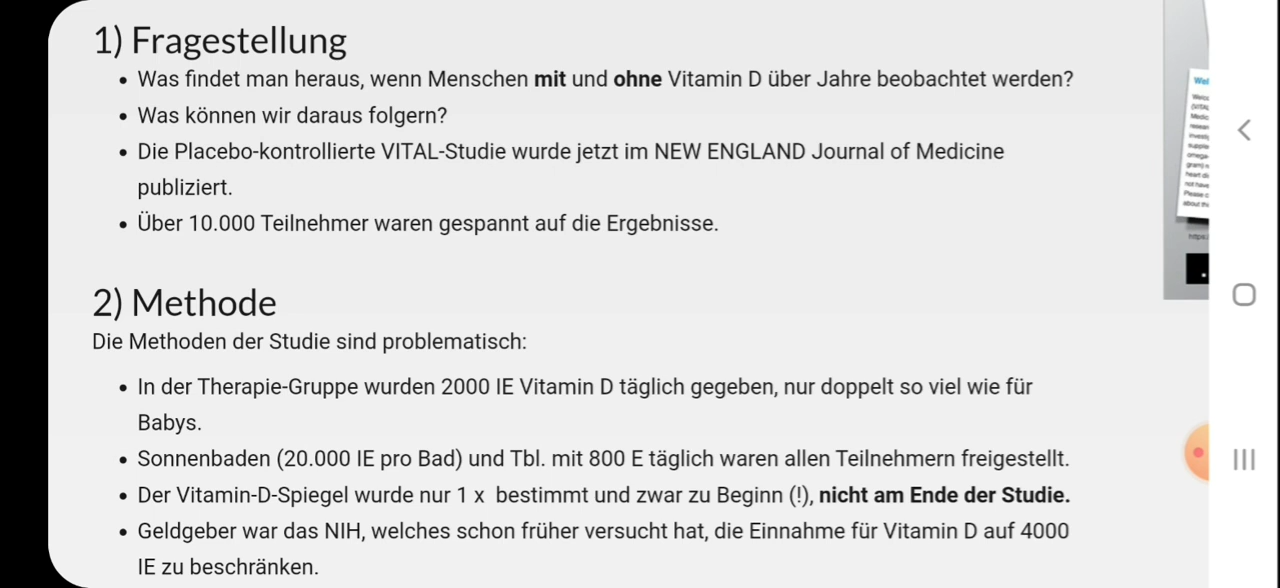 1) Fragestellung
• Was findet man heraus, wenn Menschen mit und ohne Vitamin D über Jahre beobachtet werden?
• Was können wir daraus folgern?
• Die Placebo-kontrollierte VITAL-Studie wurde jetzt im NEW ENGLAND Journal of Medicine
publiziert.
• Über 10.000 Teilnehmer waren gespannt auf die Ergebnisse.
2) Methode
Die Methoden der Studie sind problematisch:
• In der Therapie-Gruppe wurden 2000 IE Vitamin D täglich gegeben, nur doppelt so viel wie für
Babys.
• Sonnenbaden (20.000 IE pro Bad) und Tbl. mit 800 E täglich waren allen Teilnehmern freigestellt.
• Der Vitamin-D-Spiegel wurde nur 1 x bestimmt und zwar zu Beginn (!), nicht am Ende der Studie.
• Geldgeber war das NIH, welches schon früher versucht hat, die Einnahme für Vitamin D auf 4000
IE zu beschränken.